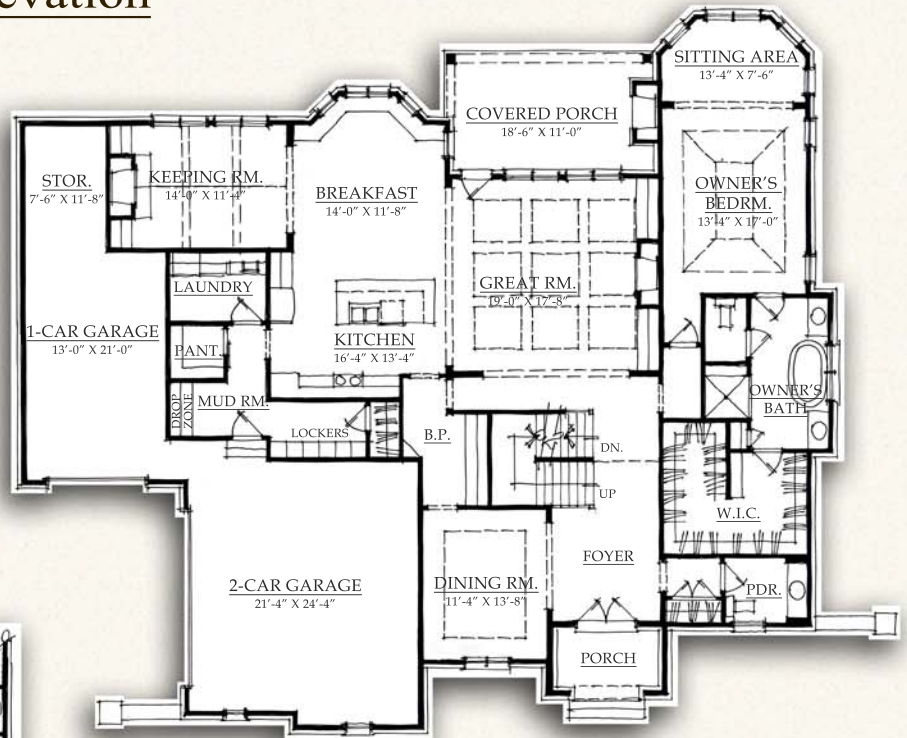 evation
SITTING AREA
13'-4" X 7'-6"
COVERED PORCH
18'-6" X 11'-0"
STOR.
7'-6" X 11'-8"
KEEPING RM.
14'-0" X 11'-4"
BREAKFAST
14'-0" X 11'-8"
OWNER'S
BEDRM.
13'-4" X 17'-0"
LAUNDRY
GREAT RM.
19'-0" X 17'-8"
1-CAR GARAGE
13'-0" X 21'-0"
PANT.
KITCHEN
16'-4" X 13'-4"
DROP
ZONE
MUD RM.
LOCKERS
B.P.
OWNER'S
BATH
DN.
UP
W.I.C.
FOYER
2-CAR GARAGE
21'-4" X 24'-4"
DINING RM.
11'-4" X 13'-8"
PDR.
PORCH